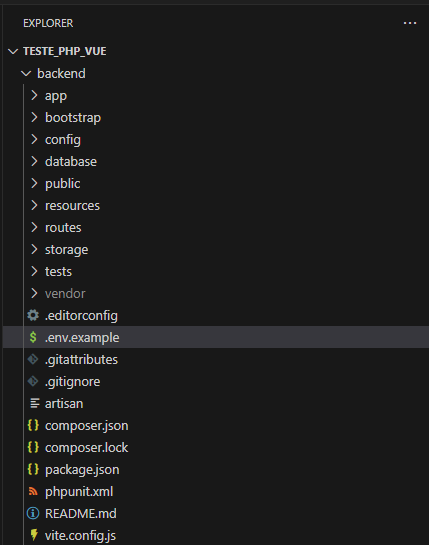 EXPLORER ...
TESTE_PHP_VUE
backend
app
bootstrap
config
database
public
resources
routes
storage
tests
vendor
.editorconfig
.env.example
.gitattributes
.gitignore
artisan
composer.json
composer.lock
package.json
phpunit.xml
README.md
vite.config.js